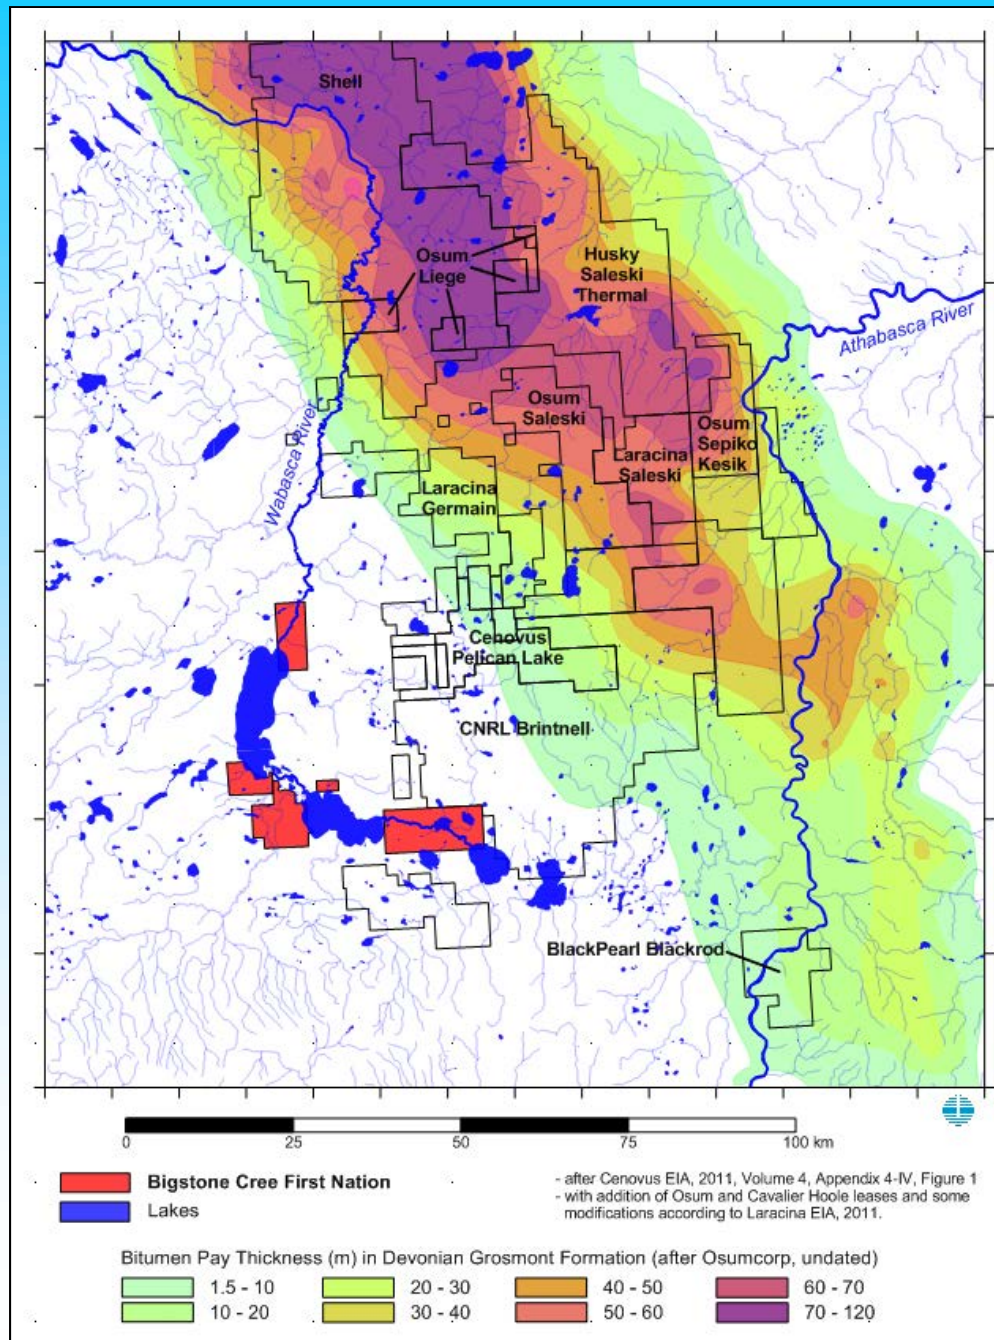 Shell
Osum
Liege
Husky
Saleski
Thermal
Athabasca River
Osum
Saleski
Osum
Sepiko
Kesik
Wabasca River
Laracina
Saleski
Laracina
Germain
Cenovus
Pelican Lake
CNRL Brintnell
BlackPearl Blackrod
0 25 50 75 100 km
Bigstone Cree First Nation
Lakes
- after Cenovus EIA, 2011, Volume 4, Appendix 4-IV, Figure 1
- with addition of Osum and Cavalier Hoole leases and some
modifications according to Laracina EIA, 2011.
Bitumen Pay Thickness (m) in Devonian Grosmont Formation (after Osumcorp, undated)
1.5 - 10 20 - 30 40 - 50 60 - 70
10 - 20 30 - 40 50 - 60 70 - 120